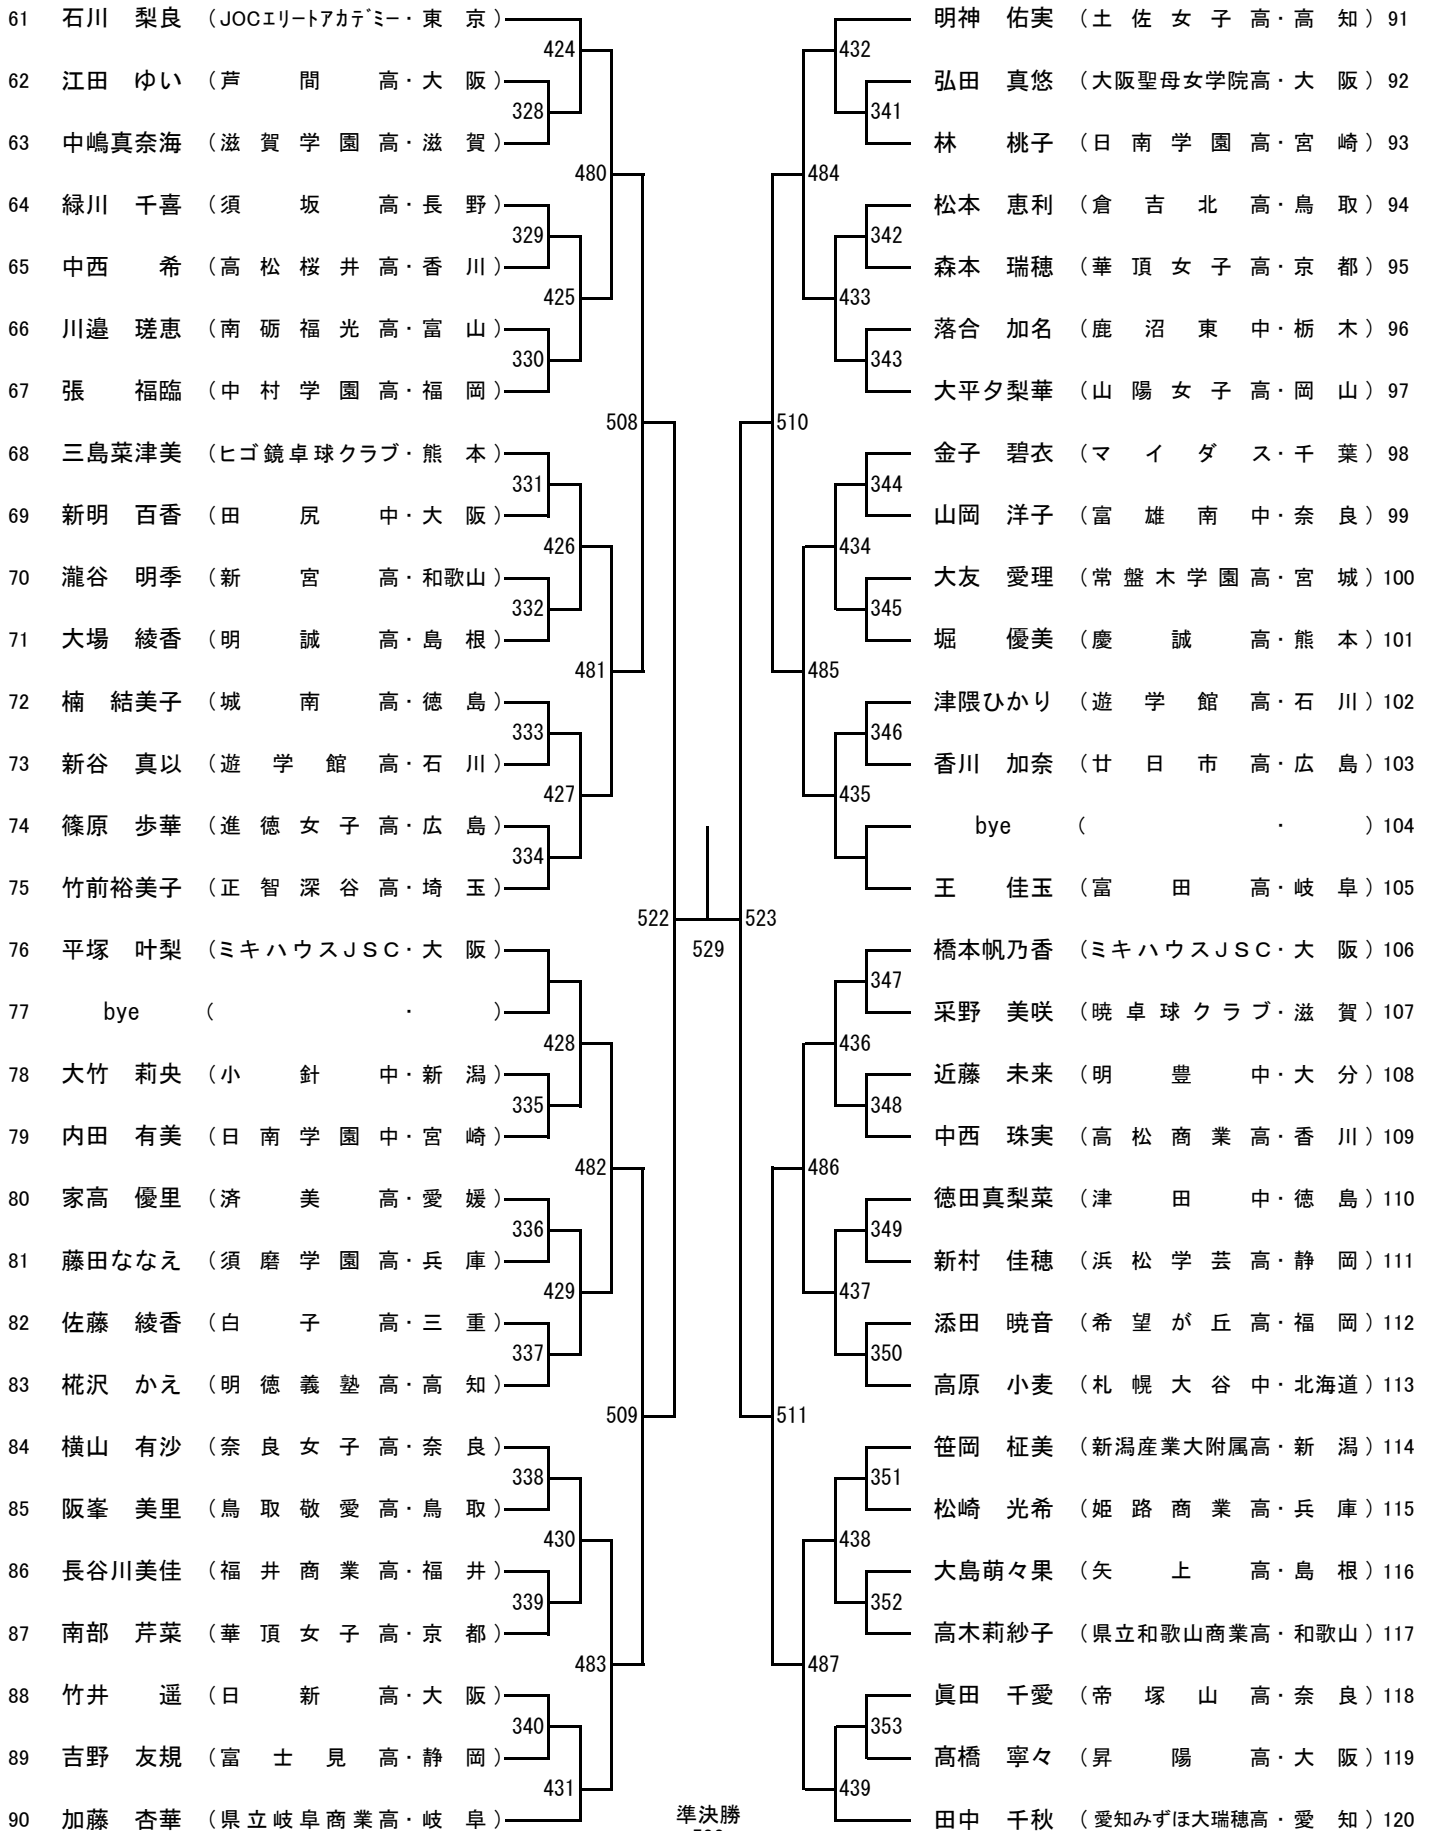 61 石川 梨良 (JOCエリートアカデミー・東 京)
424
62 江田 ゆい (芦 間 高・大 阪)
328
63 中嶋真奈海 (滋 賀 学 園 高・滋 賀)
480
64 緑川 千喜 (須 坂 高・長 野)
329
65 中西 希 (高 松 桜 井 高・香 川)
425
66 川邉 瑳恵 (南 砺 福 光 高・富 山)
330
67 張 福臨 (中 村 学 園 高・福 岡)
508
68 三島菜津美 (ヒゴ鏡卓球クラブ・熊 本)
331
69 新明 百香 (田 尻 中・大 阪)
426
70 瀧谷 明季 (新 宮 高・和歌山)
332
71 大場 綾香 (明 誠 高・島 根)
481
72 楠 結美子 (城 南 高・徳 島)
333
73 新谷 真以 (遊 学 館 高・石 川)
427
74 篠原 歩華 (進 徳 女 子 高・広 島)
334
75 竹前裕美子 (正 智 深 谷 高・埼 玉)
522
76 平塚 叶梨 (ミキハウスJSC・大 阪)
77 bye ( ・ )
428
78 大竹 莉央 (小 針 中・新 潟)
335
79 内田 有美 (日 南 学 園 中・宮 崎)
482
80 家高 優里 (済 美 高・愛 媛)
336
81 藤田ななえ (須 磨 学 園 高・兵 庫)
429
82 佐藤 綾香 (白 子 高・三 重)
337
83 椛沢 かえ (明 徳 義 塾 高・高 知)
509
84 横山 有沙 (奈 良 女 子 高・奈 良)
338
85 阪峯 美里 (鳥 取 敬 愛 高・鳥 取)
430
86 長谷川美佳 (福 井 商 業 高・福 井)
339
87 南部 芹菜 (華 頂 女 子 高・京 都)
483
88 竹井 遥 (日 新 高・大 阪)
340
89 吉野 友規 (富 士 見 高・静 岡)
431
90 加藤 杏華 (県立岐阜商業高・岐 阜)
529
準決勝
明神 佑実 (土 佐 女 子 高・高 知) 91
432
弘田 真悠 (大阪聖母女学院高・大 阪) 92
341
林 桃子 (日 南 学 園 高・宮 崎) 93
484
松本 恵利 (倉 吉 北 高・鳥 取) 94
342
森本 瑞穂 (華 頂 女 子 高・京 都) 95
433
落合 加名 (鹿 沼 東 中・栃 木) 96
343
大平夕梨華 (山 陽 女 子 高・岡 山) 97
510
金子 碧衣 (マ イ ダ ス・千 葉) 98
344
山岡 洋子 (富 雄 南 中・奈 良) 99
434
大友 愛理 (常 盤 木 学 園 高・宮 城) 100
345
堀 優美 (慶 誠 高・熊 本) 101
485
津隈ひかり (遊 学 館 高・石 川) 102
346
香川 加奈 (廿 日 市 高・広 島) 103
435
bye ( ・ ) 104
王 佳玉 (富 田 高・岐 阜) 105
523
橋本帆乃香 (ミキハウスJSC・大 阪) 106
347
采野 美咲 (暁 卓 球 ク ラ ブ・滋 賀) 107
436
近藤 未来 (明 豊 中・大 分) 108
348
中西 珠実 (高 松 商 業 高・香 川) 109
486
徳田真梨菜 (津 田 中・徳 島) 110
349
新村 佳穂 (浜 松 学 芸 高・静 岡) 111
437
添田 暁音 (希 望 が 丘 高・福 岡) 112
350
高原 小麦 (札 幌 大 谷 中・北海道) 113
511
笹岡 柾美 (新潟産業大附属高・新 潟) 114
351
松崎 光希 (姫 路 商 業 高・兵 庫) 115
438
大島萌々果 (矢 上 高・島 根) 116
352
高木莉紗子 (県立和歌山商業高・和歌山) 117
487
眞田 千愛 (帝 塚 山 高・奈 良) 118
353
髙橋 寧々 (昇 陽 高・大 阪) 119
439
田中 千秋 (愛知みずほ大瑞穂高・愛 知) 120